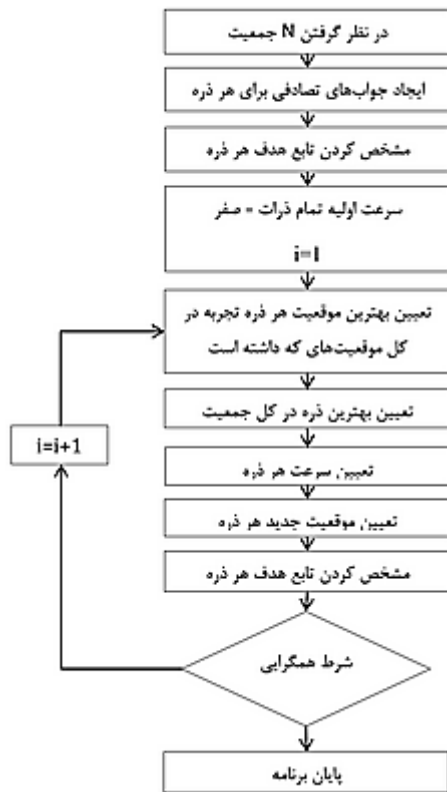 در نظر گرفتن N جمعیت
ایجاد جواب‌های تصادفی برای هر ذره
مشخص کردن تابع هدف هر ذره
سرعت اولیه تمام ذرات = صفر
i=1
تعیین بهترین موقعیت هر ذره تجربه در
کل موقعیت‌های که داشته است
تعیین بهترین ذره در کل جمعیت
i=i+1
تعیین سرعت هر ذره
تعیین موقعیت جدید هر ذره
مشخص کردن تابع هدف هر ذره
شرط همگرایی
پایان برنامه